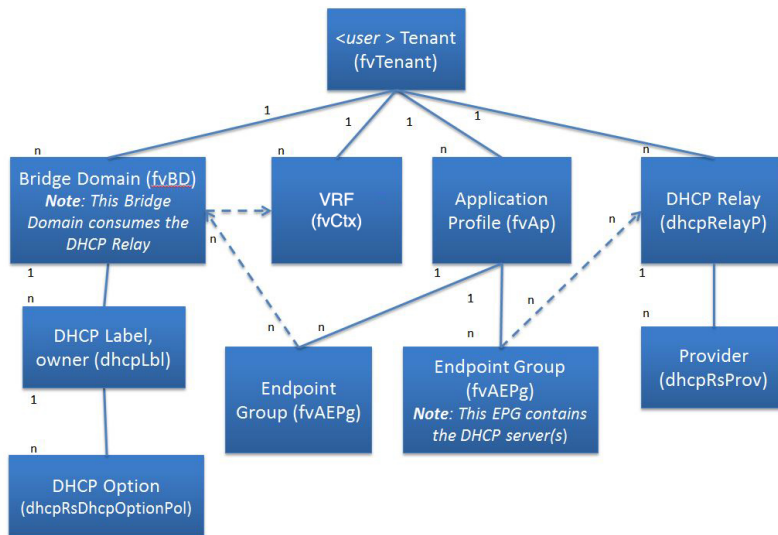 <user > Tenant
(fvTenant)
1
1
1
1
n
n
n
n
Bridge Domain (fvBD)
Note: This Bridge
Domain consumes the
DHCP Relay
VRF
(fvCtx)
Application
Profile (fvAp)
DHCP Relay
(dhcpRelayP)
n
n
1
1
1
1
n
n
n
n
n
n
DHCP Label,
owner (dhcpLbl)
Endpoint
Group (fvAEPg)
Endpoint Group
(fvAEPg)
Note: This EPG contains
the DHCP server(s)
Provider
(dhcpRsProv)
1
n
DHCP Option
(dhcpRsDhcpOptionPol)